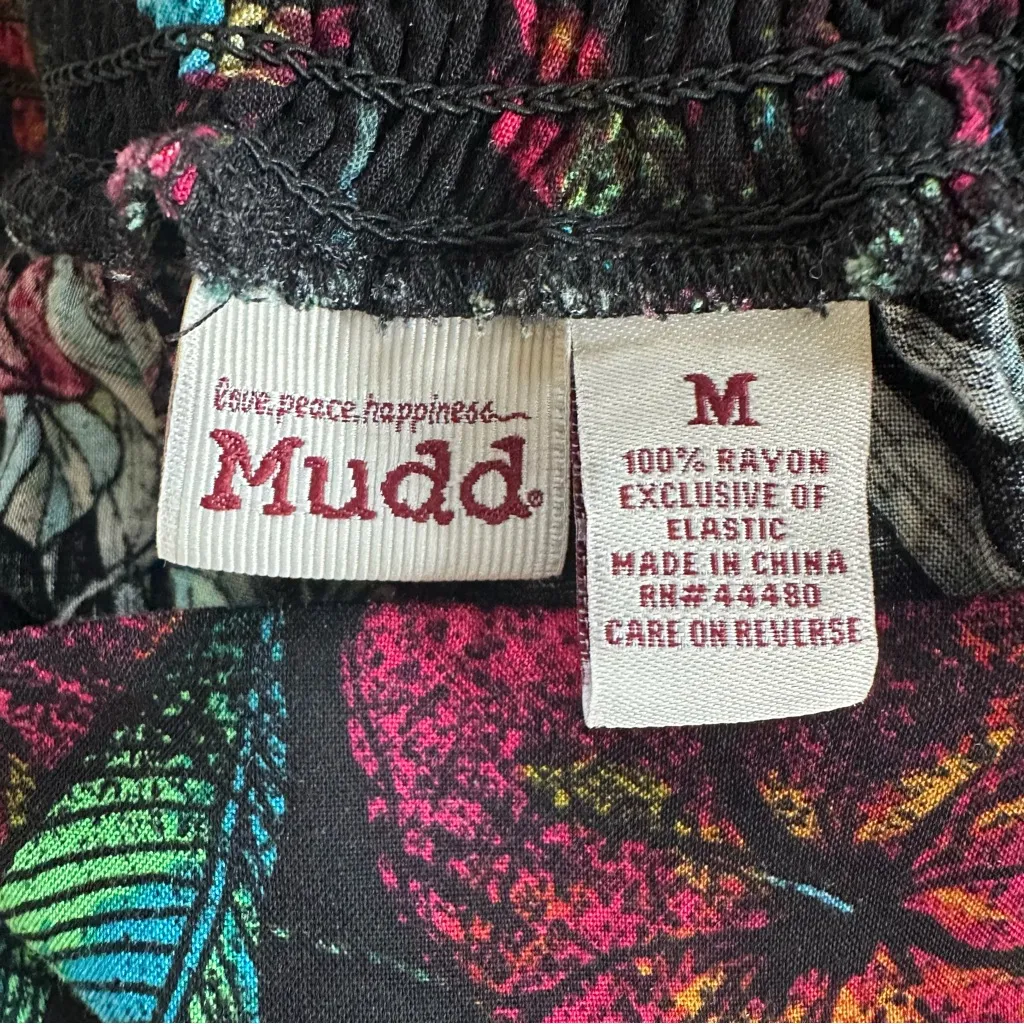 love.peace.happiness
Mudd®
M
100% RAYON
EXCLUSIVE OF
ELASTIC
MADE IN CHINA
RN#44480
CARE ON REVERSE